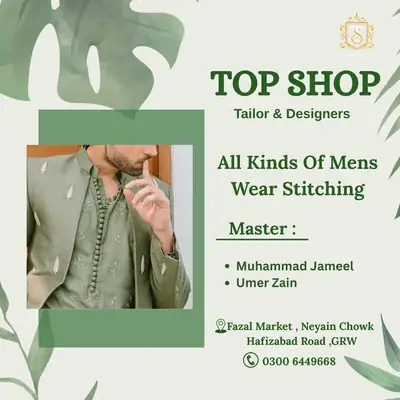 S
TOP SHOP
Tailor & Designers
All Kinds Of Mens
Wear Stitching
Master :
Muhammad Jameel
Umer Zain
Fazal Market , Neyain Chowk
Hafizabad Road ,GRW
0300 6449668